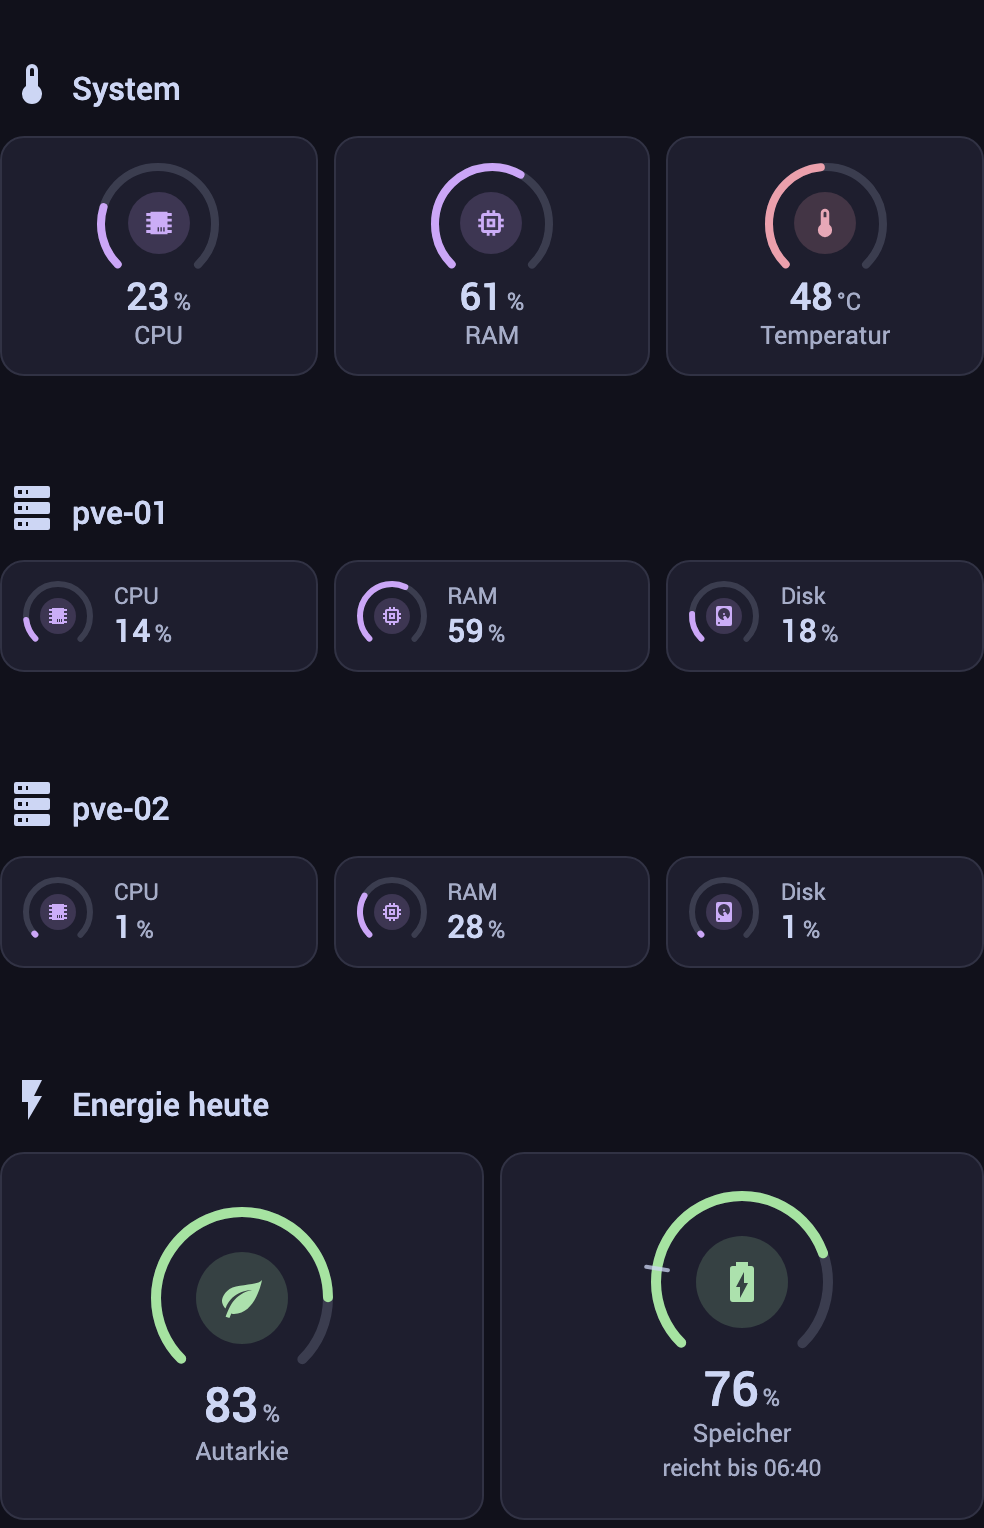 System
23 %
CPU
61 %
RAM
48 °C
Temperatur
pve-01
CPU
14 %
RAM
59 %
Disk
18 %
pve-02
CPU
1 %
RAM
28 %
Disk
1 %
Energie heute
83 %
Autarkie
76 %
Speicher
reicht bis 06:40